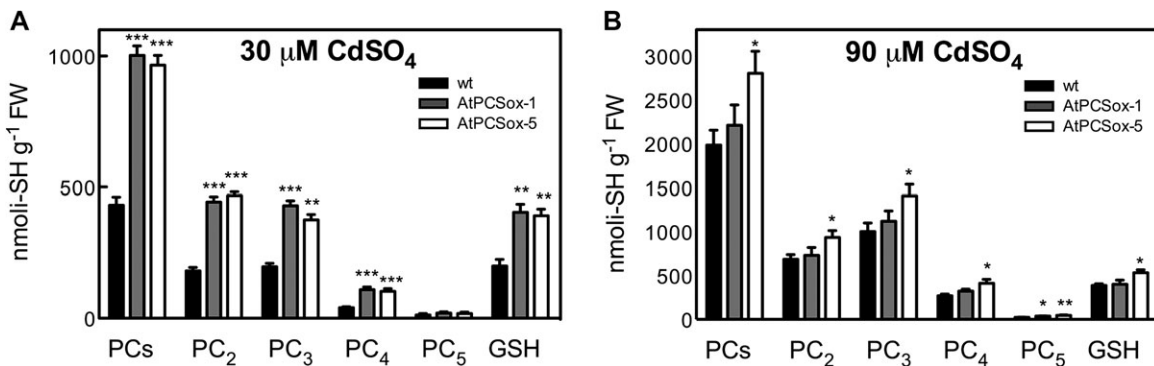 A
30 μM CdSO₄
nmoli-SH g⁻¹ FW
1000
500
0
wt
AtPCSox-1
AtPCSox-5
*** ***
*** ***
*** **
*** ***
** **
PCs PC₂ PC₃ PC₄ PC₅ GSH
B
90 μM CdSO₄
nmoli-SH g⁻¹ FW
3000
2500
2000
1500
1000
500
0
wt
AtPCSox-1
AtPCSox-5
*
*
*
*
* **
*
PCs PC₂ PC₃ PC₄ PC₅ GSH